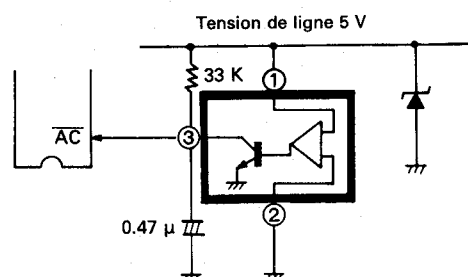 Tension de ligne 5 V
33 K
①
AC
③
②
0.47 μ